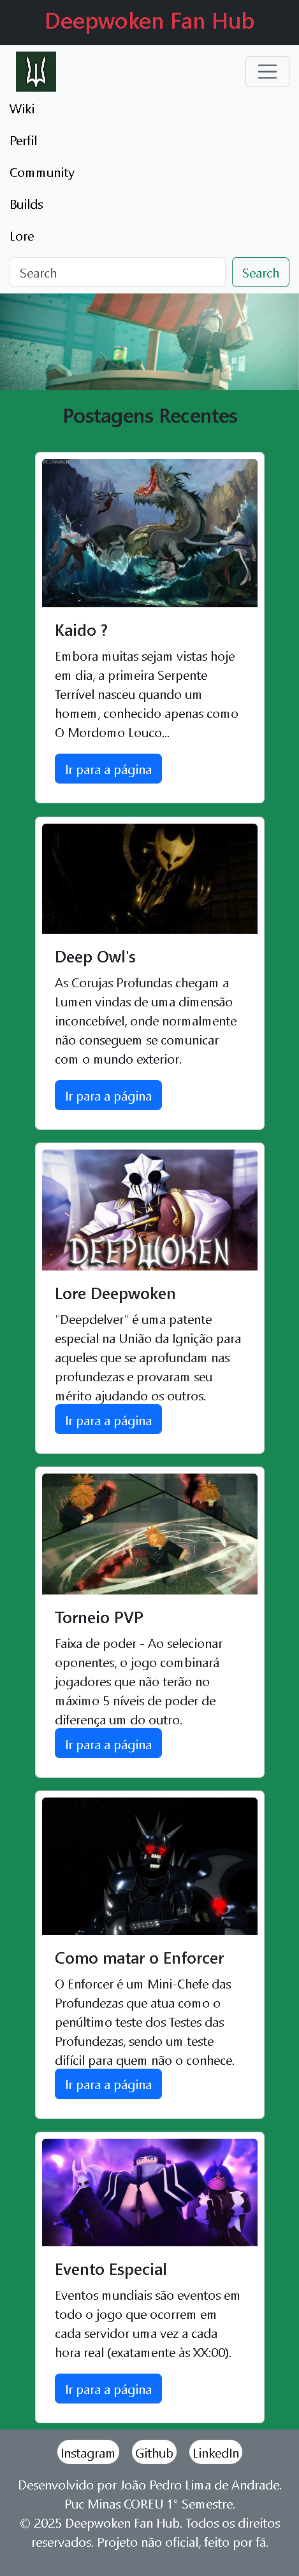 Deepwoken Fan Hub
Wiki
Perfil
Community
Builds
Lore
Search
Search
Postagens Recentes
DEEPWOKEN
Kaido ?
Embora muitas sejam vistas hoje
em dia, a primeira Serpente
Terrível nasceu quando um
homem, conhecido apenas como
O Mordomo Louco...
Ir para a página
Deep Owl's
As Corujas Profundas chegam a
Lumen vindas de uma dimensão
inconcebível, onde normalmente
não conseguem se comunicar
com o mundo exterior.
Ir para a página
DEEPWOKEN
Lore Deepwoken
"Deepdelver" é uma patente
especial na União da Ignição para
aqueles que se aprofundam nas
profundezas e provaram seu
mérito ajudando os outros.
Ir para a página
Torneio PVP
Faixa de poder - Ao selecionar
oponentes, o jogo combinará
jogadores que não terão no
máximo 5 níveis de poder de
diferença um do outro.
Ir para a página
Como matar o Enforcer
O Enforcer é um Mini-Chefe das
Profundezas que atua como o
penúltimo teste dos Testes das
Profundezas, sendo um teste
difícil para quem não o conhece.
Ir para a página
Evento Especial
Eventos mundiais são eventos em
todo o jogo que ocorrem em
cada servidor uma vez a cada
hora real (exatamente às XX:00).
Ir para a página
Instagram Github LinkedIn
Desenvolvido por João Pedro Lima de Andrade.
Puc Minas COREU 1° Semestre.
© 2025 Deepwoken Fan Hub. Todos os direitos
reservados. Projeto não oficial, feito por fã.